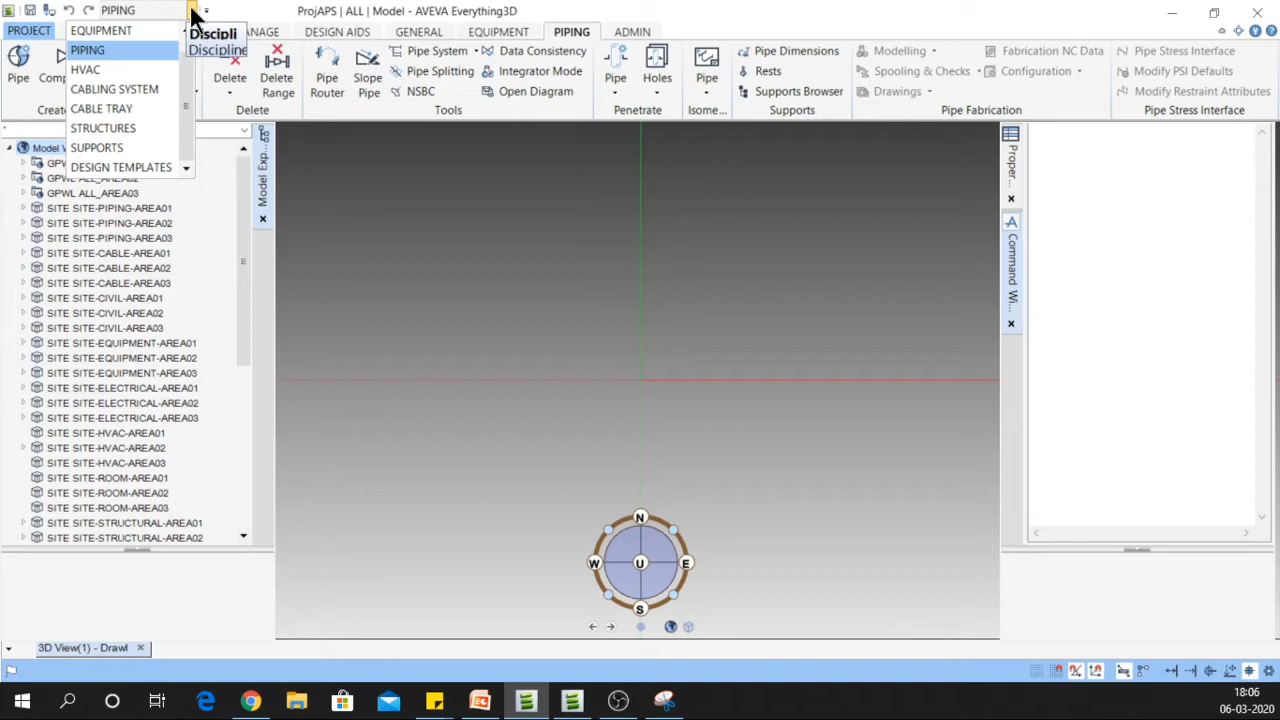 PIPING
ProjAPS | ALL | Model - AVEVA Everything3D
PROJECT
ANAGE
DESIGN AIDS
GENERAL
EQUIPMENT
PIPING
ADMIN
EQUIPMENT
PIPING
HVAC
CABLING SYSTEM
CABLE TRAY
STRUCTURES
SUPPORTS
DESIGN TEMPLATES
Discipli
Discipline
Pipe
Comp
Creat
Delete
Delete Range
Delete
Pipe Router
Slope Pipe
Pipe System
Pipe Splitting
NSBC
Data Consistency
Integrator Mode
Open Diagram
Tools
Pipe
Holes
Penetrate
Pipe
Isome...
Pipe Dimensions
Rests
Supports Browser
Supports
Modelling
Spooling & Checks
Drawings
Fabrication NC Data
Configuration
Pipe Fabrication
Pipe Stress Interface
Modify PSI Defaults
Modify Restraint Attributes
Pipe Stress Interface
Model W
GPW
GPWL ALL_AREA02
GPWL ALL_AREA03
SITE SITE-PIPING-AREA01
SITE SITE-PIPING-AREA02
SITE SITE-PIPING-AREA03
SITE SITE-CABLE-AREA01
SITE SITE-CABLE-AREA02
SITE SITE-CABLE-AREA03
SITE SITE-CIVIL-AREA01
SITE SITE-CIVIL-AREA02
SITE SITE-CIVIL-AREA03
SITE SITE-EQUIPMENT-AREA01
SITE SITE-EQUIPMENT-AREA02
SITE SITE-EQUIPMENT-AREA03
SITE SITE-ELECTRICAL-AREA01
SITE SITE-ELECTRICAL-AREA02
SITE SITE-ELECTRICAL-AREA03
SITE SITE-HVAC-AREA01
SITE SITE-HVAC-AREA02
SITE SITE-HVAC-AREA03
SITE SITE-ROOM-AREA01
SITE SITE-ROOM-AREA02
SITE SITE-ROOM-AREA03
SITE SITE-STRUCTURAL-AREA01
SITE SITE-STRUCTURAL-AREA02
Model Exp...
N
W U E
S
Proper...
Command Wi...
3D View(1) - Drawl
18:06
06-03-2020